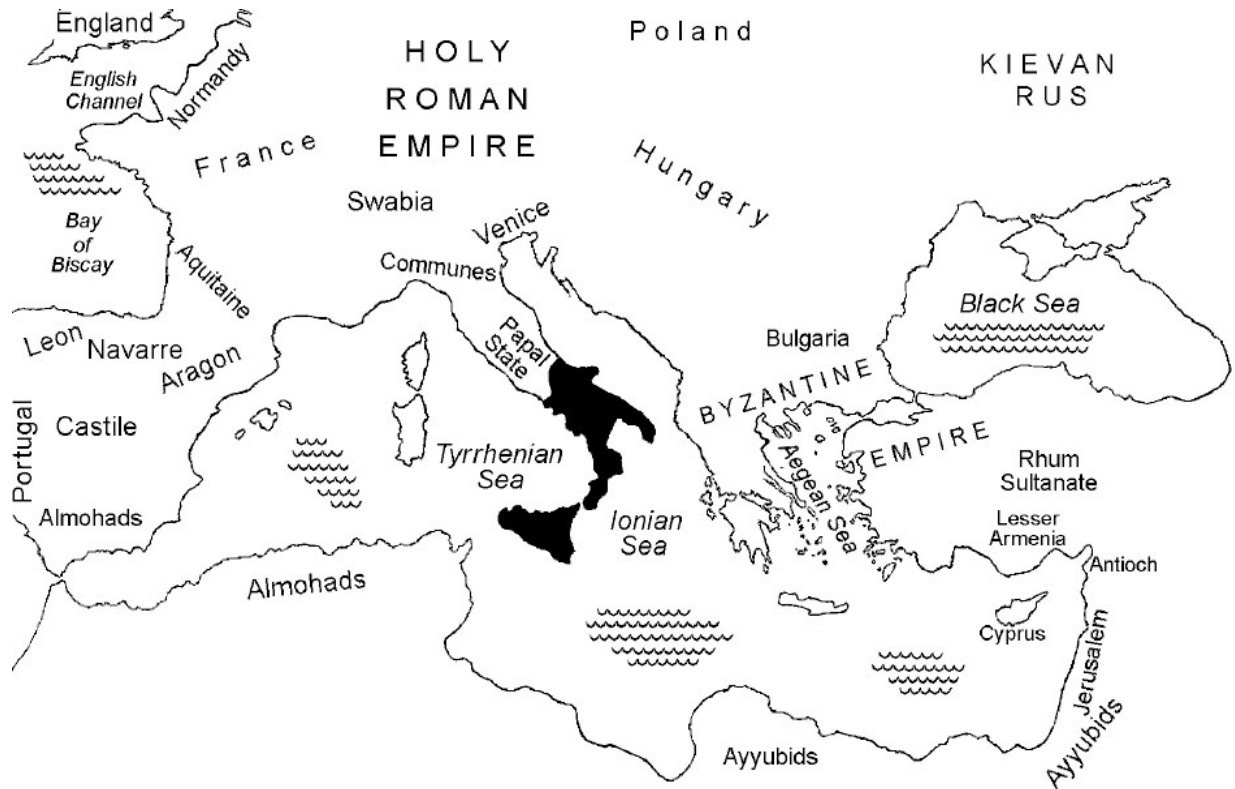 England
English
Channel
Normandy
HOLY
ROMAN
EMPIRE
Poland
KIEVAN
RUS
France
Hungary
Swabia
Venice
Communes
Bay
of
Biscay
Aquitaine
Leon
Navarre
Aragon
Papal
State
Black Sea
Bulgaria
BYZANTINE
EMPIRE
Portugal
Castile
Tyrrhenian
Sea
Aegean Sea
Rhum
Sultanate
Almohads
Ionian
Sea
Lesser
Armenia
Antioch
Almohads
Cyprus
Jerusalem
Ayyubids
Ayyubids